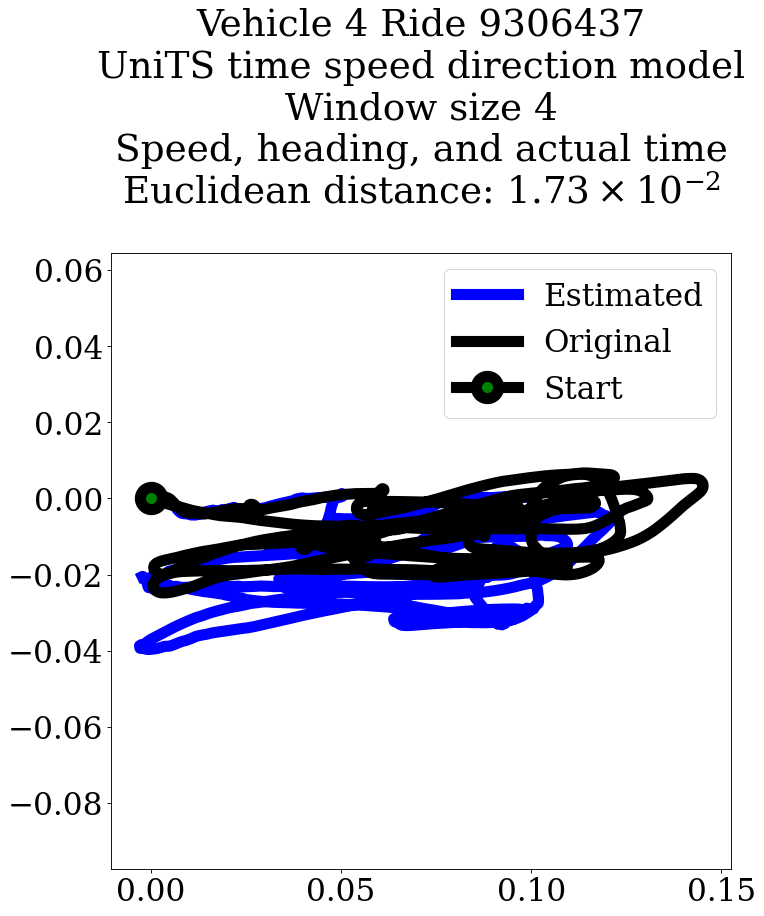 Vehicle 4 Ride 9306437
UniTS time speed direction model
Window size 4
Speed, heading, and actual time
Euclidean distance: 1.73 × 10⁻²
0.06
0.04
0.02
0.00
−0.02
−0.04
−0.06
−0.08
Estimated
Original
Start
0.00 0.05 0.10 0.15